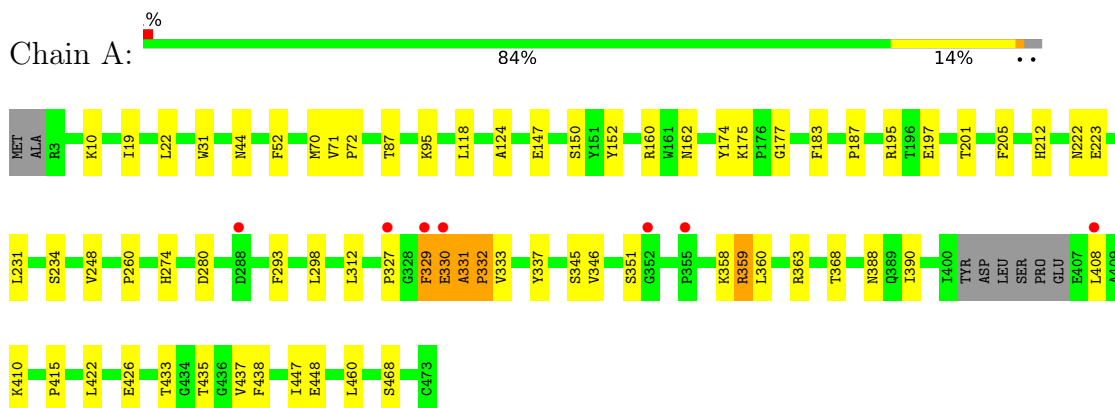 .%
Chain A:
84% 14% . .
MET ALA R3 K10 I19 L22 W31 N44 F52 M70 V71 P72 T87 K95 L118 A124 E147 S150 Y151 Y152 R160 W161 N162 Y174 K175 P176 G177 F183 P187 R195 T196 E197 T201 F205 H212 N222 E223
L231 S234 V248 P260 H274 D280 D288 F293 L298 L312 P327 G328 F329 E330 A331 P332 V333 Y337 S345 V346 S351 G352 P355 K358 R359 L360 R363 T368 N388 Q389 I390 I400 TYR ASP LEU SER PRO GLU E407 L408 A409
K410 P415 L422 E426 T433 G434 T435 G436 V437 F438 I447 E448 L460 S468 C473